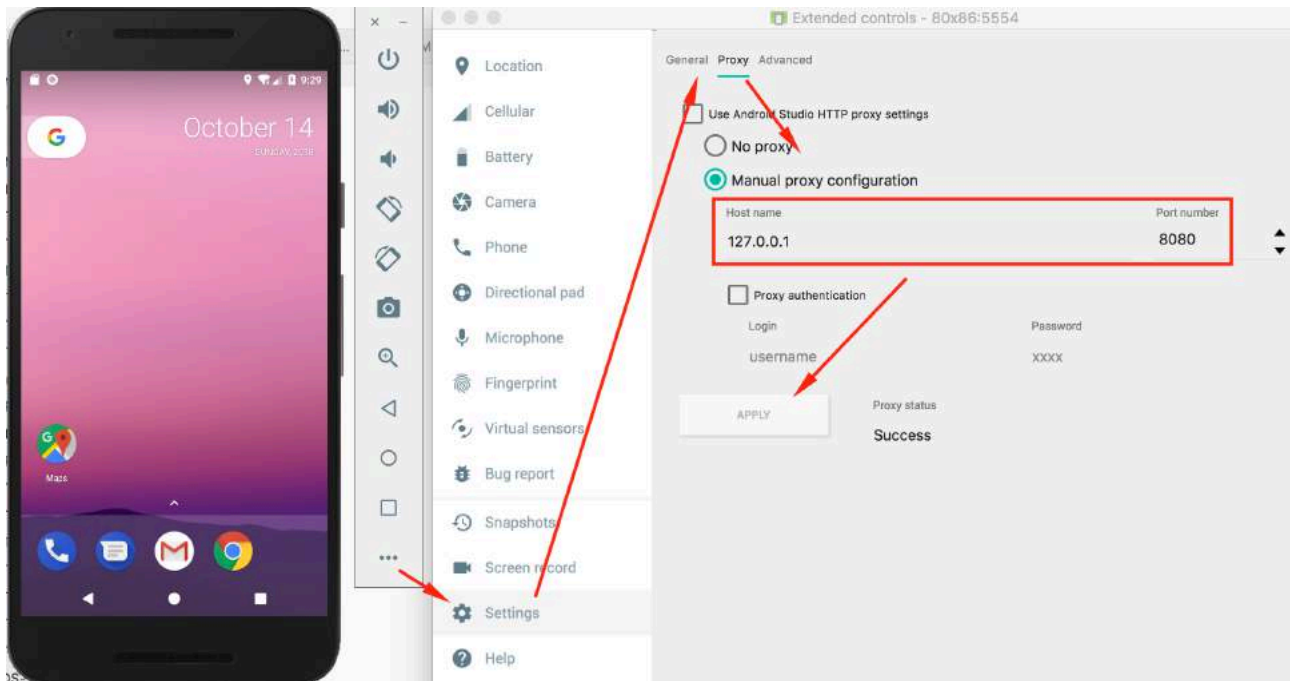 Extended controls - 80x86:5554
9:29
G
October 14
SUNDAY, 2018
Maps
Location
Cellular
Battery
Camera
Phone
Directional pad
Microphone
Fingerprint
Virtual sensors
Bug report
Snapshots
Screen record
Settings
Help
General Proxy Advanced
Use Android Studio HTTP proxy settings
No proxy
Manual proxy configuration
Host name Port number
127.0.0.1 8080
Proxy authentication
Login Password
username xxxx
APPLY
Proxy status
Success